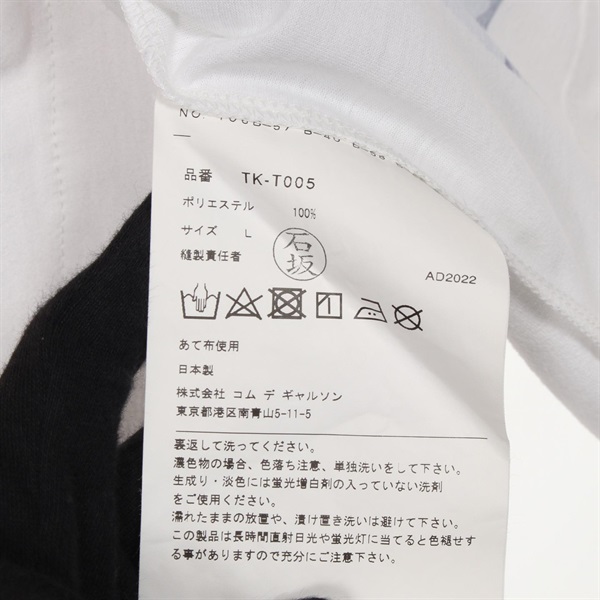 品番 TK-T005
ポリエステル 100%
サイズ L
縫製責任者 石坂
AD2022
あて布使用
日本製
株式会社 コム デ ギャルソン
東京都港区南青山5-11-5
裏返して洗ってください。
濃色物の場合、色落ち注意、単独洗いをして下さい。
生成り・淡色には蛍光増白剤の入っていない洗剤
をご使用ください。
濡れたままの放置や、漬け置き洗いは避けて下さい。
この製品は長時間直射日光や蛍光灯に当てると色褪せす
る事がありますので充分にご注意下さい。